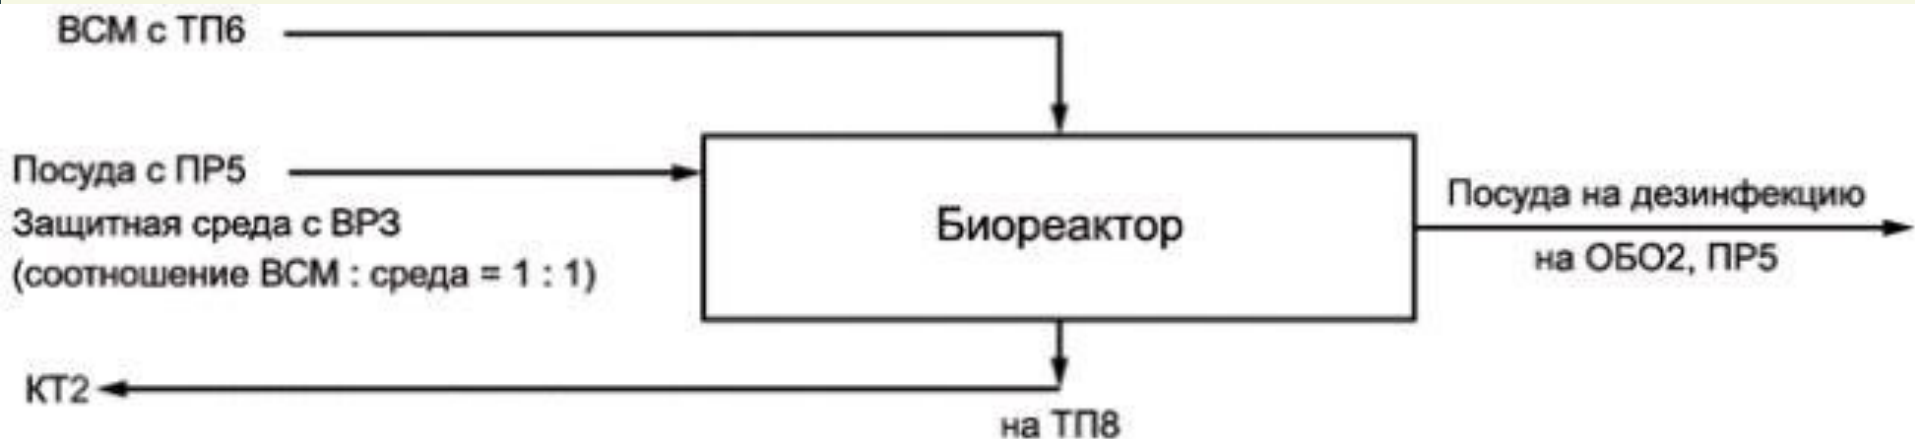 ВСМ с ТП6
Посуда с ПР5
Защитная среда с ВР3
(соотношение ВСМ : среда = 1 : 1)
Биореактор
Посуда на дезинфекцию
на ОБО2, ПР5
КТ2
на ТП8